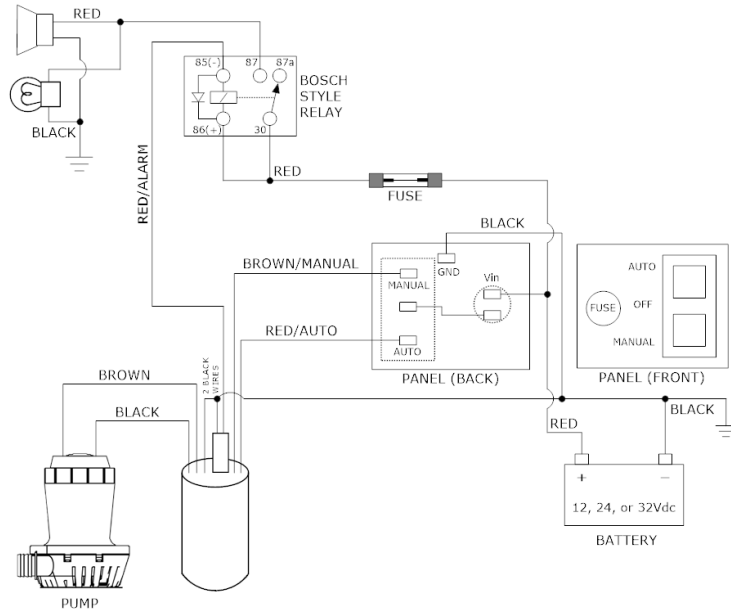 RED
85(-) 87 87a
BOSCH
STYLE
RELAY
86(+) 30
BLACK
RED
RED/ALARM
FUSE
BLACK
BROWN/MANUAL
GND
MANUAL
Vin
RED/AUTO
AUTO
PANEL (BACK)
AUTO
FUSE
OFF
MANUAL
PANEL (FRONT)
2 BLACK
WIRES
BROWN
BLACK
RED
BLACK
+ −
12, 24, or 32Vdc
BATTERY
PUMP